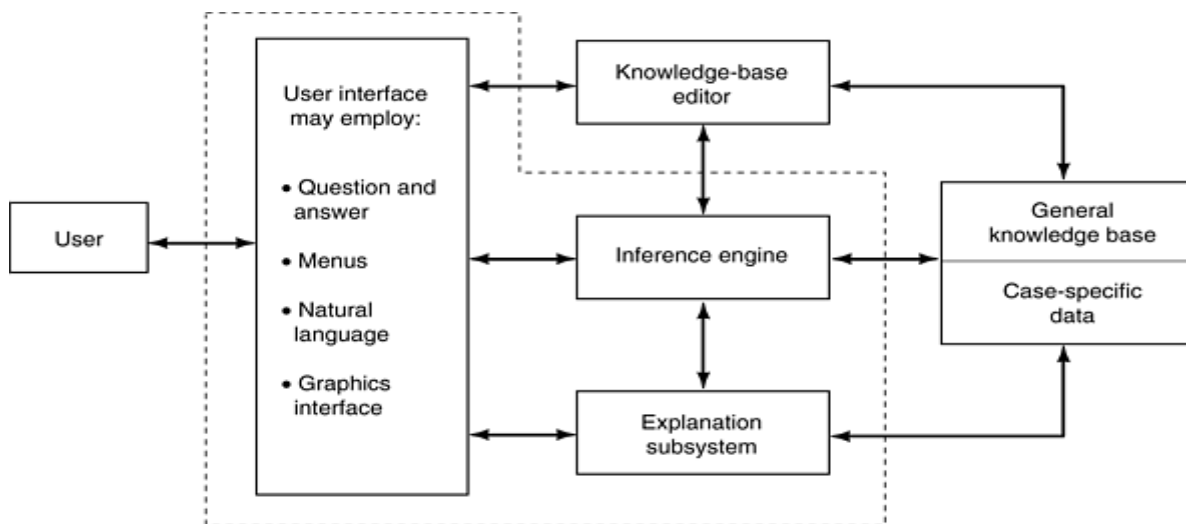 User
User interface
may employ:
• Question and
answer
• Menus
• Natural
language
• Graphics
interface
Knowledge-base
editor
Inference engine
Explanation
subsystem
General
knowledge base
Case-specific
data